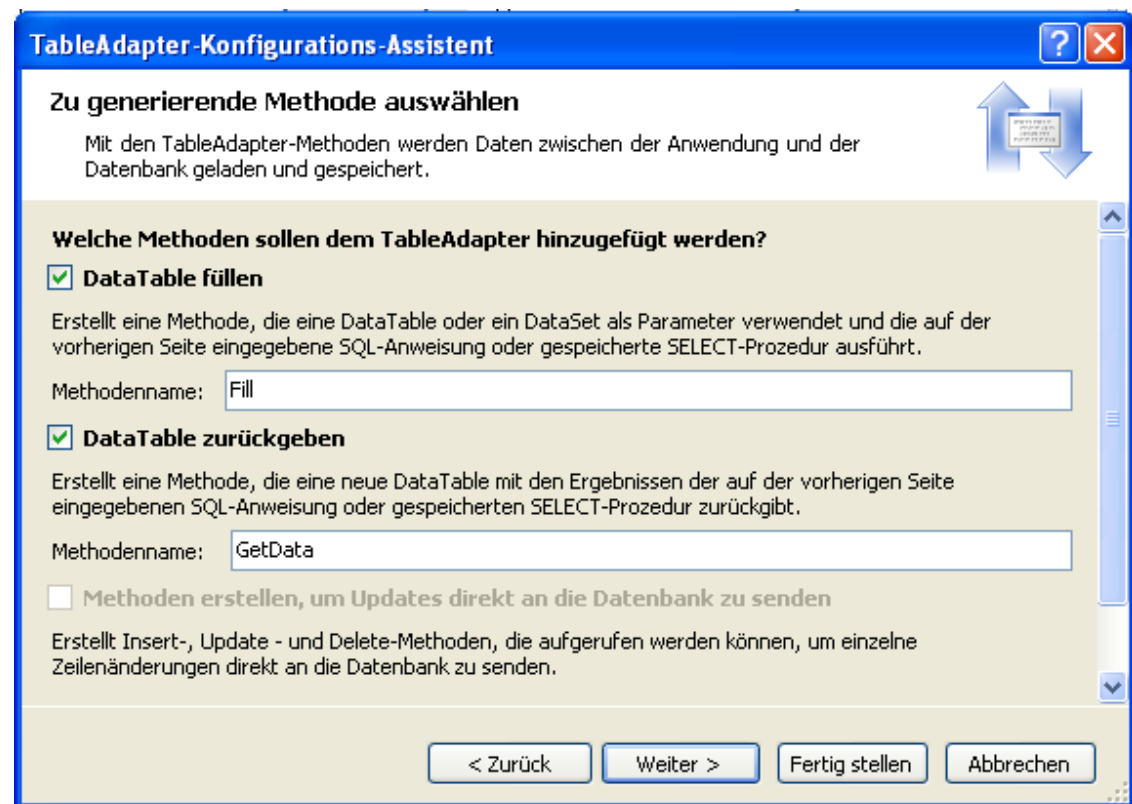 TableAdapter-Konfigurations-Assistent
Zu generierende Methode auswählen
Mit den TableAdapter-Methoden werden Daten zwischen der Anwendung und der
Datenbank geladen und gespeichert.
Welche Methoden sollen dem TableAdapter hinzugefügt werden?
DataTable füllen
Erstellt eine Methode, die eine DataTable oder ein DataSet als Parameter verwendet und die auf der
vorherigen Seite eingegebene SQL-Anweisung oder gespeicherte SELECT-Prozedur ausführt.
Methodenname: Fill
DataTable zurückgeben
Erstellt eine Methode, die eine neue DataTable mit den Ergebnissen der auf der vorherigen Seite
eingegebenen SQL-Anweisung oder gespeicherten SELECT-Prozedur zurückgibt.
Methodenname: GetData
Methoden erstellen, um Updates direkt an die Datenbank zu senden
Erstellt Insert-, Update - und Delete-Methoden, die aufgerufen werden können, um einzelne
Zeilenänderungen direkt an die Datenbank zu senden.
< Zurück Weiter > Fertig stellen Abbrechen